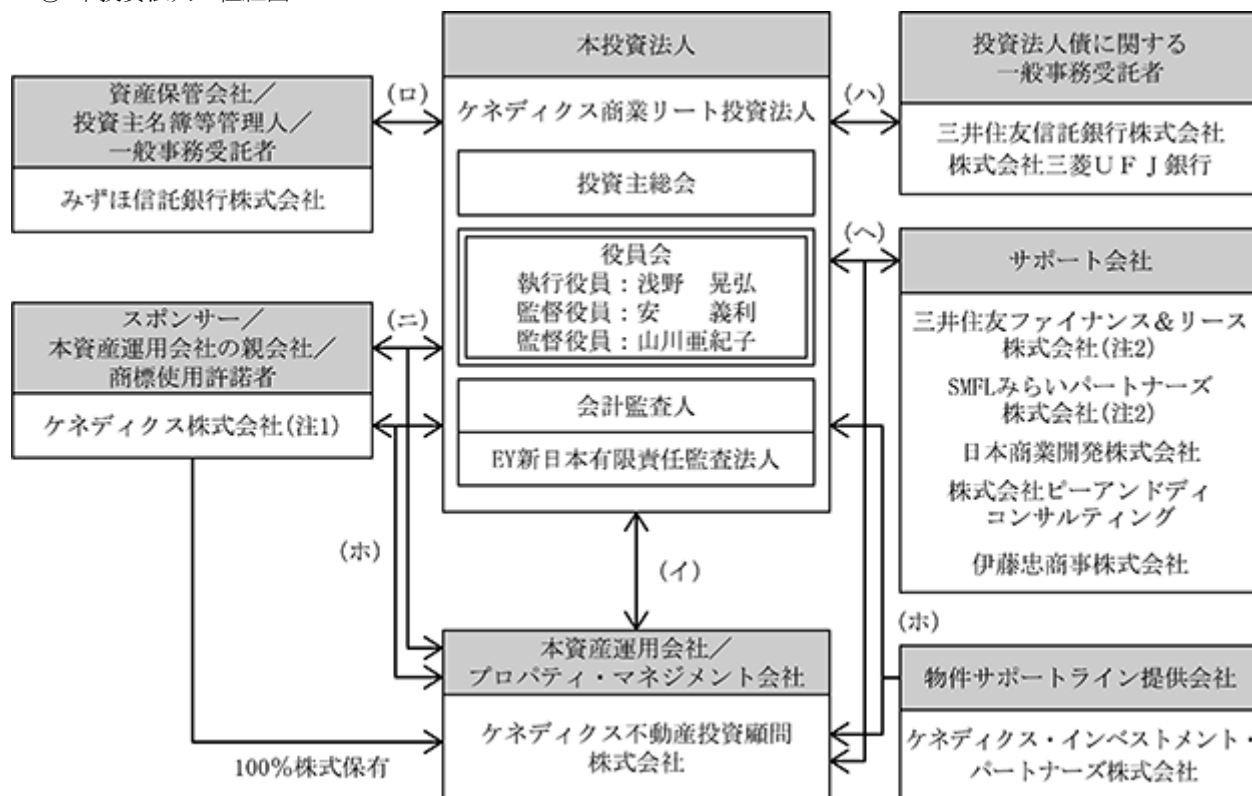 資産保管会社／
投資主名簿等管理人／
一般事務受託者
みずほ信託銀行株式会社
(ロ)
スポンサー／
本資産運用会社の親会社／
商標使用許諾者
ケネディクス株式会社(注1)
(ニ)
(ホ)
100％株式保有
本投資法人
ケネディクス商業リート投資法人
投資主総会
役員会
執行役員：浅野　晃弘
監督役員：安　　義利
監督役員：山川亜紀子
会計監査人
EY新日本有限責任監査法人
(イ)
本資産運用会社／
プロパティ・マネジメント会社
ケネディクス不動産投資顧問
株式会社
(ハ)
投資法人債に関する
一般事務受託者
三井住友信託銀行株式会社
株式会社三菱ＵＦＪ銀行
(ヘ)
サポート会社
三井住友ファイナンス＆リース
株式会社(注2)
SMFLみらいパートナーズ
株式会社(注2)
日本商業開発株式会社
株式会社ピーアンドディ
コンサルティング
伊藤忠商事株式会社
(ホ)
物件サポートライン提供会社
ケネディクス・インベストメント・
パートナーズ株式会社